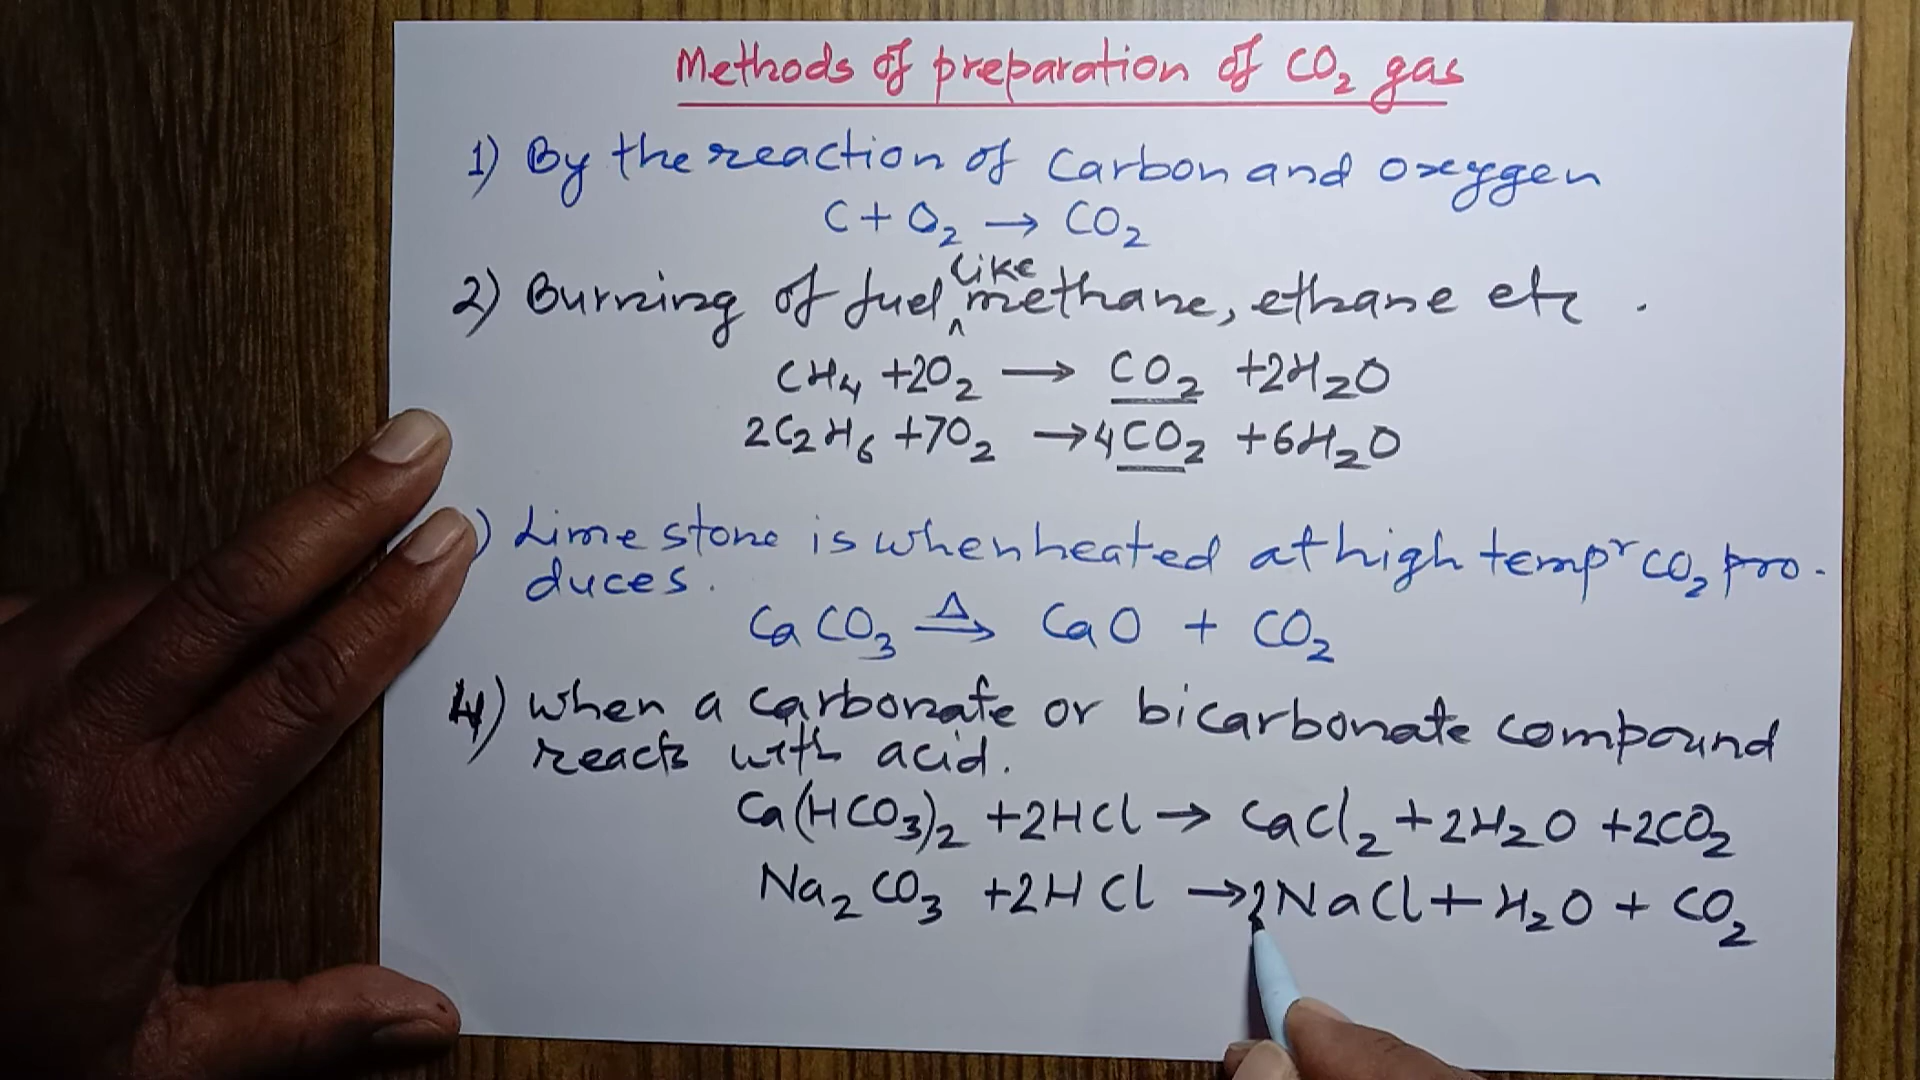 Methods of preparation of CO₂ gas
1) By the reaction of Carbon and oxygen
C + O₂ → CO₂
2) Burning of fuel like methane, ethane etc .
CH₄ +2O₂ → CO₂ +2H₂O
2C₂H₆ +7O₂ → 4CO₂ +6H₂O
) Lime stone is when heated at high tempʳ CO₂ pro-
duces.
CaCO₃ Δ→ CaO + CO₂
4) when a carbonate or bicarbonate compound
reacts with acid.
Ca(HCO₃)₂ +2HCl → CaCl₂ +2H₂O +2CO₂
Na₂CO₃ +2HCl → 2NaCl + H₂O + CO₂